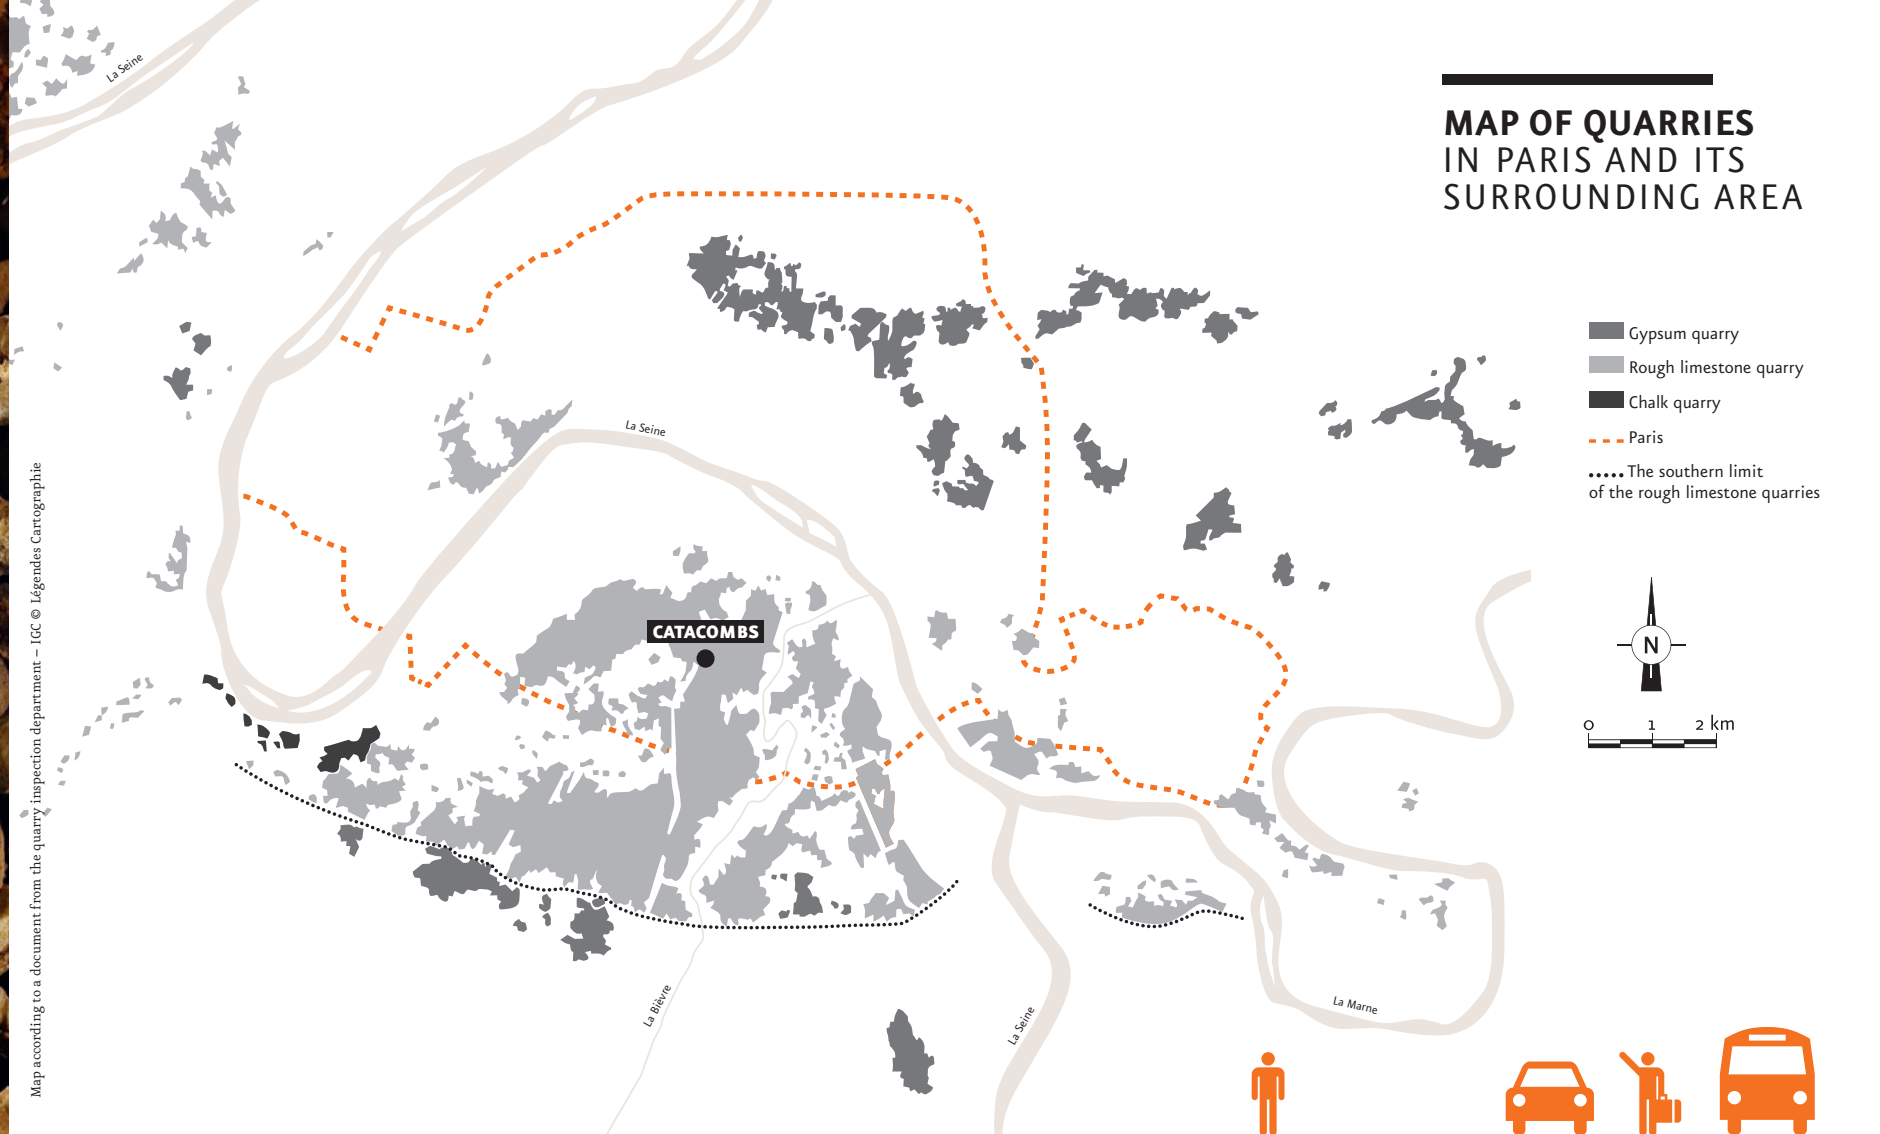 MAP OF QUARRIES
IN PARIS AND ITS
SURROUNDING AREA
Gypsum quarry
Rough limestone quarry
Chalk quarry
Paris
The southern limit
of the rough limestone quarries
N
0 1 2 km
La Seine
La Seine
CATACOMBS
La Bièvre
La Seine
La Marne
Map according to a document from the quarry inspection department – IGC © Légendes Cartographie